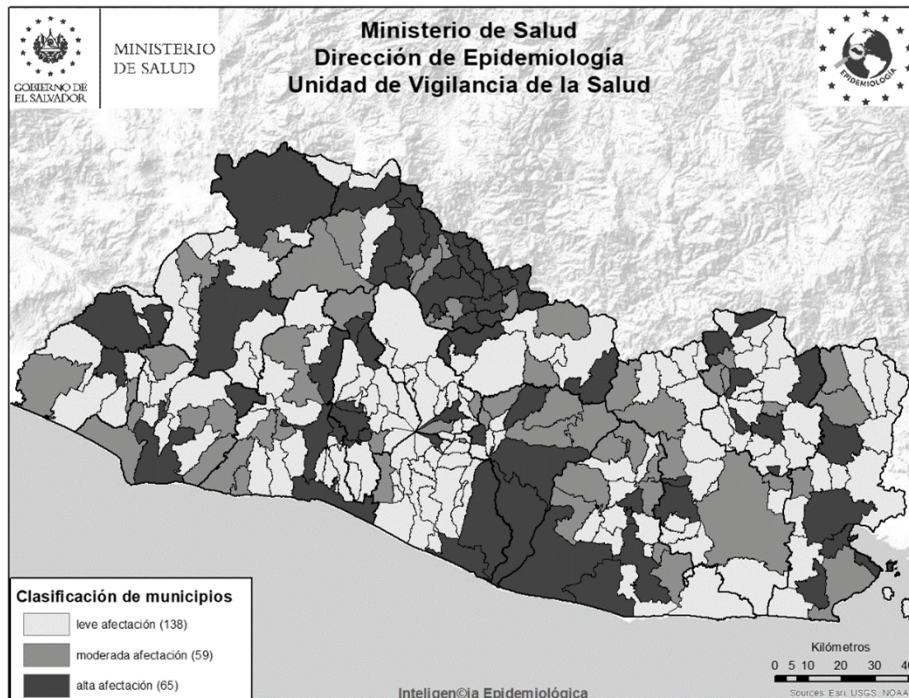 GOBIERNO DE
EL SALVADOR
MINISTERIO
DE SALUD
Ministerio de Salud
Dirección de Epidemiología
Unidad de Vigilancia de la Salud
EPIDEMIOLOGÍA
Clasificación de municipios
leve afectación (138)
moderada afectación (59)
alta afectación (65)
Inteligen©ia Epidemiológica
Kilómetros
0 5 10 20 30 40
Sources: Esri, USGS, NOAA